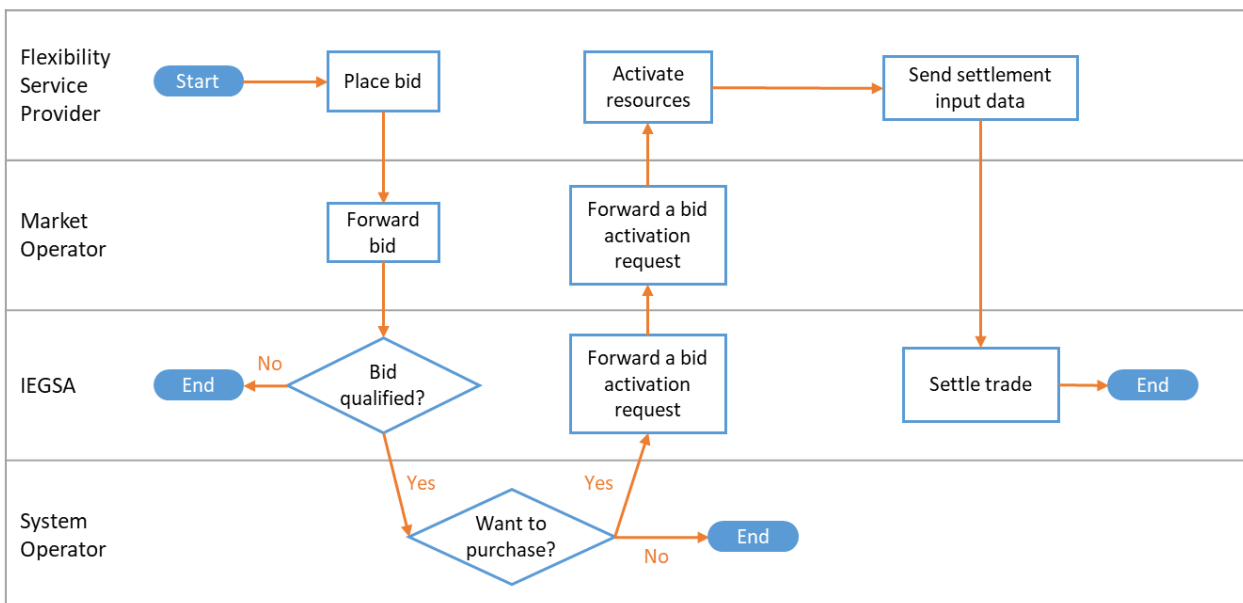 Flexibility
Service
Provider
Start
Place bid
Activate
resources
Send settlement
input data
Market
Operator
Forward
bid
Forward a bid
activation
request
IEGSA
End
No
Bid
qualified?
Forward a bid
activation
request
Settle trade
End
Yes
Yes
System
Operator
Want to
purchase?
No
End